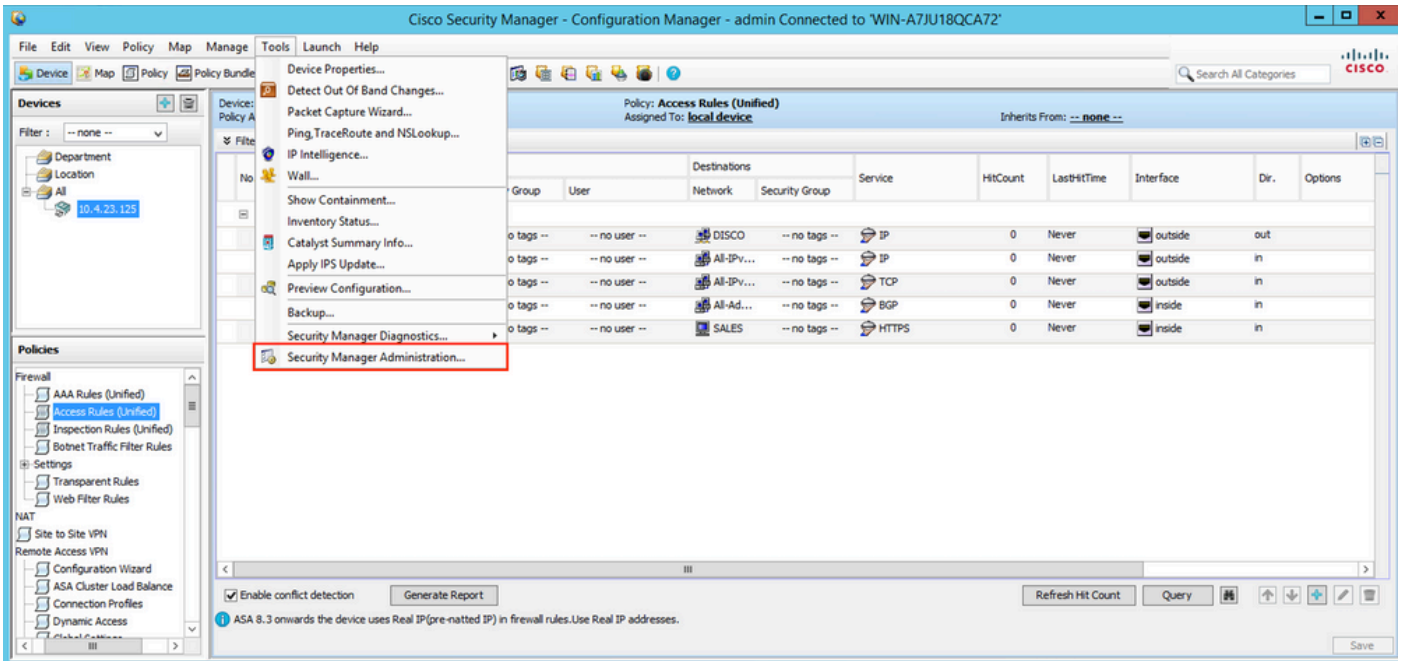 Cisco Security Manager - Configuration Manager - admin Connected to 'WIN-A7JU18QCA72'
File Edit View Policy Map Manage Tools Launch Help
Device Map Policy Policy Bundle
Search All Categories
CISCO
Device Properties...
Detect Out Of Band Changes...
Packet Capture Wizard...
Ping,TraceRoute and NSLookup...
IP Intelligence...
Wall...
Show Containment...
Inventory Status...
Catalyst Summary Info...
Apply IPS Update...
Preview Configuration...
Backup...
Security Manager Diagnostics...
Security Manager Administration...
Devices
Filter : -- none --
Department
Location
All
10.4.23.125
Policies
Firewall
AAA Rules (Unified)
Access Rules (Unified)
Inspection Rules (Unified)
Botnet Traffic Filter Rules
Settings
Transparent Rules
Web Filter Rules
NAT
Site to Site VPN
Remote Access VPN
Configuration Wizard
ASA Cluster Load Balance
Connection Profiles
Dynamic Access
Global Settings
Device: Policy: Access Rules (Unified)
Policy A Assigned To: local device Inherits From: -- none --
Filte
Destinations
No Group User Network Security Group Service HitCount LastHitTime Interface Dir. Options
o tags -- -- no user -- DISCO -- no tags -- IP 0 Never outside out
o tags -- -- no user -- All-IPv... -- no tags -- IP 0 Never outside in
o tags -- -- no user -- All-IPv... -- no tags -- TCP 0 Never outside in
o tags -- -- no user -- All-Ad... -- no tags -- BGP 0 Never inside in
o tags -- -- no user -- SALES -- no tags -- HTTPS 0 Never inside in
Enable conflict detection Generate Report Refresh Hit Count Query
ASA 8.3 onwards the device uses Real IP(pre-natted IP) in firewall rules.Use Real IP addresses.
Save